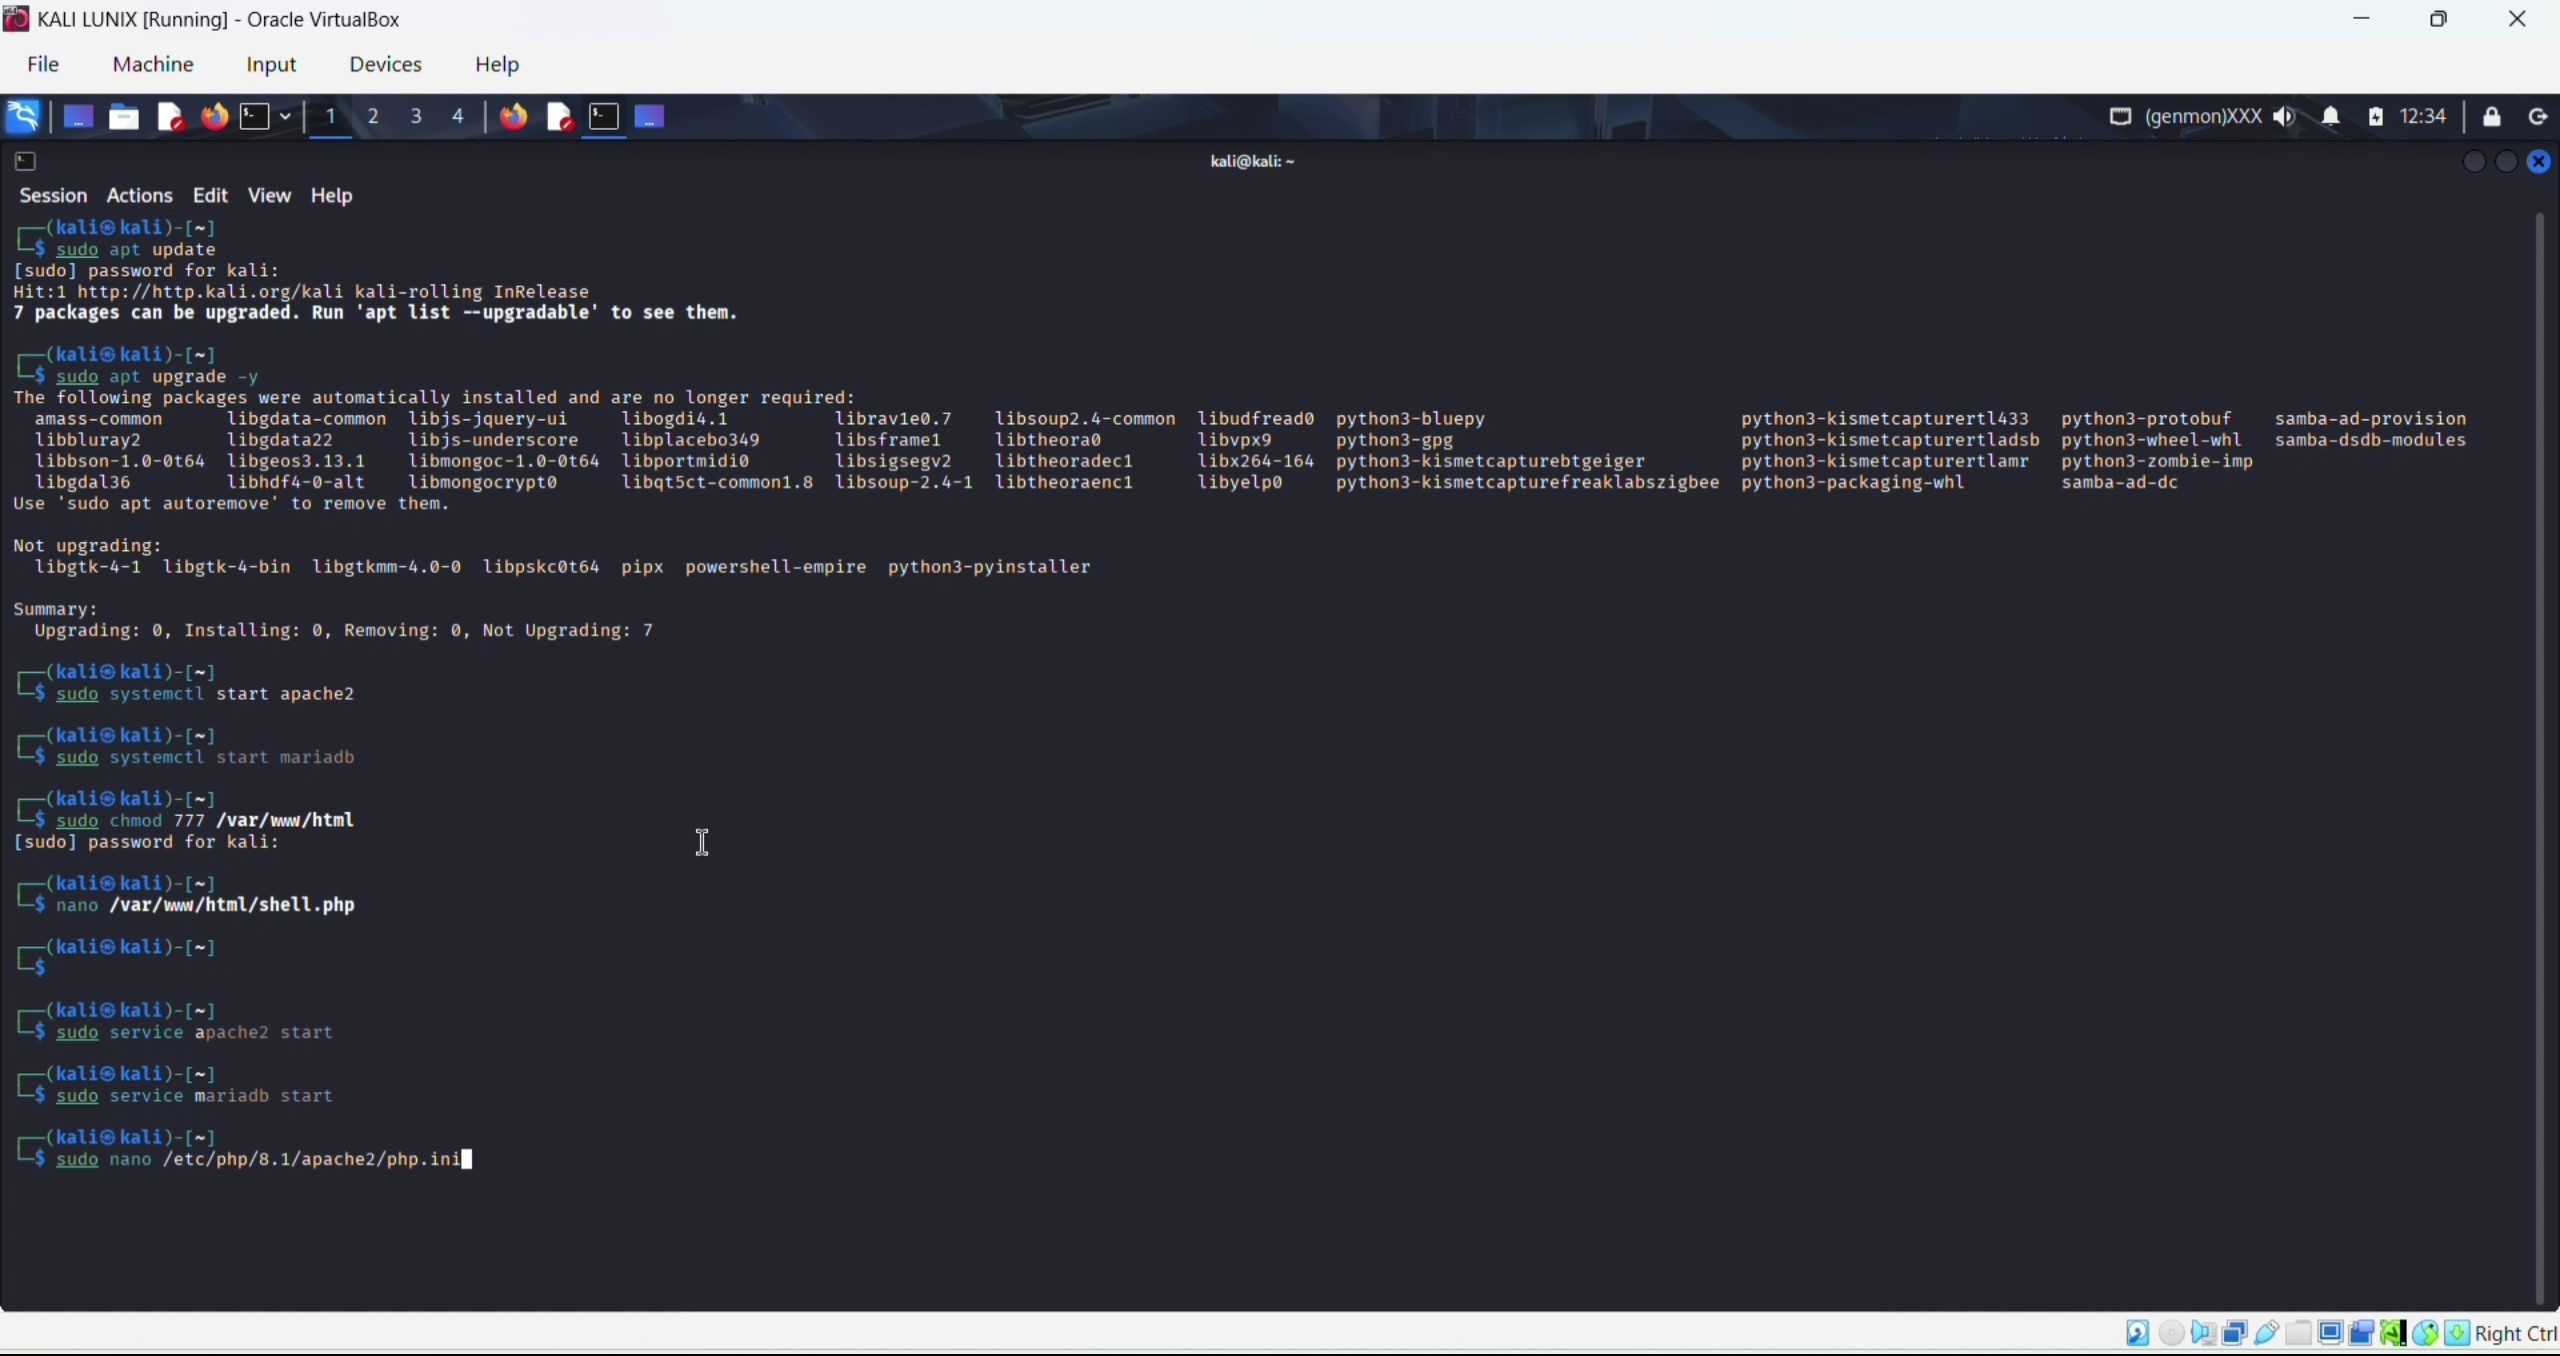 KALI LUNIX [Running] - Oracle VirtualBox
File Machine Input Devices Help
1 2 3 4 (genmon)XXX 12:34
kali@kali: ~
Session Actions Edit View Help
┌──(kali㉿kali)-[~]
└─$ sudo apt update
[sudo] password for kali:
Hit:1 http://http.kali.org/kali kali-rolling InRelease
7 packages can be upgraded. Run 'apt list --upgradable' to see them.
┌──(kali㉿kali)-[~]
└─$ sudo apt upgrade -y
The following packages were automatically installed and are no longer required:
amass-common libgdata-common libjs-jquery-ui libogdi4.1 librav1e0.7 libsoup2.4-common libudfread0 python3-bluepy python3-kismetcapturertl433 python3-protobuf samba-ad-provision
libbluray2 libgdata22 libjs-underscore libplacebo349 libsframe1 libtheora0 libvpx9 python3-gpg python3-kismetcapturertladsb python3-wheel-whl samba-dsdb-modules
libbson-1.0-0t64 libgeos3.13.1 libmongoc-1.0-0t64 libportmidi0 libsigsegv2 libtheoradec1 libx264-164 python3-kismetcapturebtgeiger python3-kismetcapturertlamr python3-zombie-imp
libgdal36 libhdf4-0-alt libmongocrypt0 libqt5ct-common1.8 libsoup-2.4-1 libtheoraenc1 libyelp0 python3-kismetcapturefreaklabszigbee python3-packaging-whl samba-ad-dc
Use 'sudo apt autoremove' to remove them.
Not upgrading:
libgtk-4-1 libgtk-4-bin libgtkmm-4.0-0 libpskc0t64 pipx powershell-empire python3-pyinstaller
Summary:
Upgrading: 0, Installing: 0, Removing: 0, Not Upgrading: 7
┌──(kali㉿kali)-[~]
└─$ sudo systemctl start apache2
┌──(kali㉿kali)-[~]
└─$ sudo systemctl start mariadb
┌──(kali㉿kali)-[~]
└─$ sudo chmod 777 /var/www/html
[sudo] password for kali:
┌──(kali㉿kali)-[~]
└─$ nano /var/www/html/shell.php
┌──(kali㉿kali)-[~]
└─$
┌──(kali㉿kali)-[~]
└─$ sudo service apache2 start
┌──(kali㉿kali)-[~]
└─$ sudo service mariadb start
┌──(kali㉿kali)-[~]
└─$ sudo nano /etc/php/8.1/apache2/php.ini
Right Ctrl